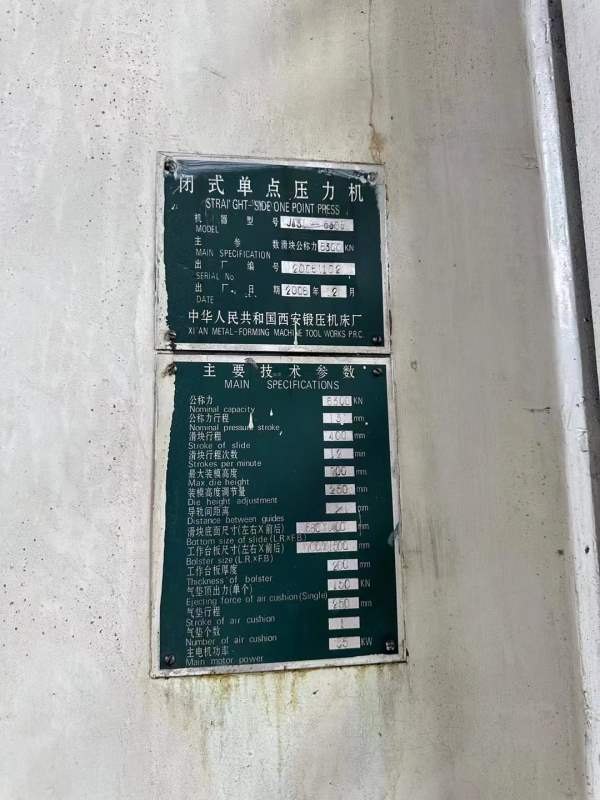 闭式单点压力机
STRAIGHT-SIDE ONE POINT PRESS
机器型号
MODEL
主参数 滑块公称力 6300 KN
MAIN SPECIFICATION
出厂编号
SERIAL No
出厂日期 2008 年 2 月
DATE
中华人民共和国西安锻压机床厂
XI'AN METAL-FORMING MACHINE TOOL WORKS P.R.C.
主要技术参数
MAIN SPECIFICATIONS
公称力 6300 KN
Nominal capacity
公称力行程 13 mm
Nominal pressure stroke
滑块行程 400 mm
Stroke of slide
滑块行程次数 12
Strokes per minute
最大装模高度 mm
Max die height
装模高度调节量 250 mm
Die height adjustment
导轨间距离 mm
Distance between guides
滑块底面尺寸(左右X前后) mm
Bottom size of slide (L.R.×F.B.)
工作台板尺寸(左右X前后) mm
Bolster size (L.R.×F.B)
工作台板厚度 200 mm
Thickness of bolster
气垫顶出力(单个) 150 KN
Ejecting force of air cushion (Single)
气垫行程 250 mm
Stroke of air cushion
气垫个数 1
Number of air cushion
主电机功率 KW
Main motor power